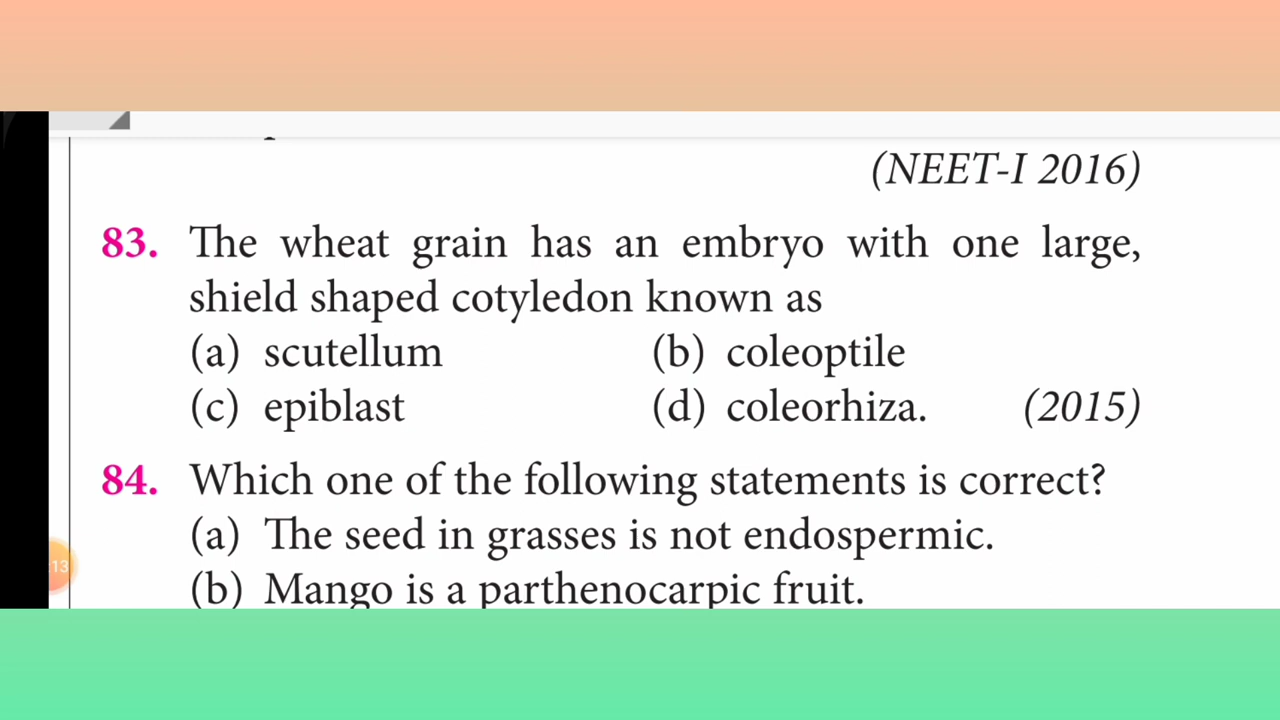 (NEET-I 2016)
83. The wheat grain has an embryo with one large,
shield shaped cotyledon known as
(a) scutellum (b) coleoptile
(c) epiblast (d) coleorhiza. (2015)
84. Which one of the following statements is correct?
(a) The seed in grasses is not endospermic.
13
(b) Mango is a parthenocarpic fruit.